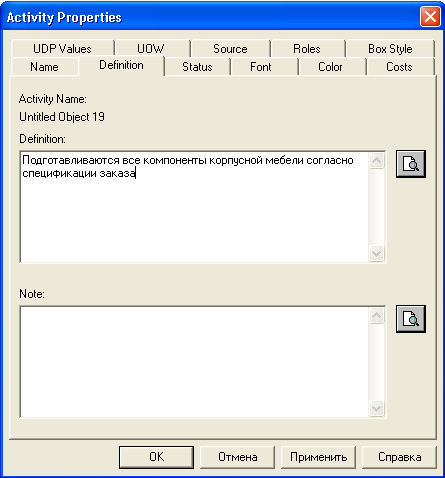 Activity Properties
UDP Values UOW Source Roles Box Style
Name Definition Status Font Color Costs
Activity Name:
Untitled Object 19
Definition:
Подготавливаются все компоненты корпусной мебели согласно
спецификации заказа
Note:
OK Отмена Применить Справка